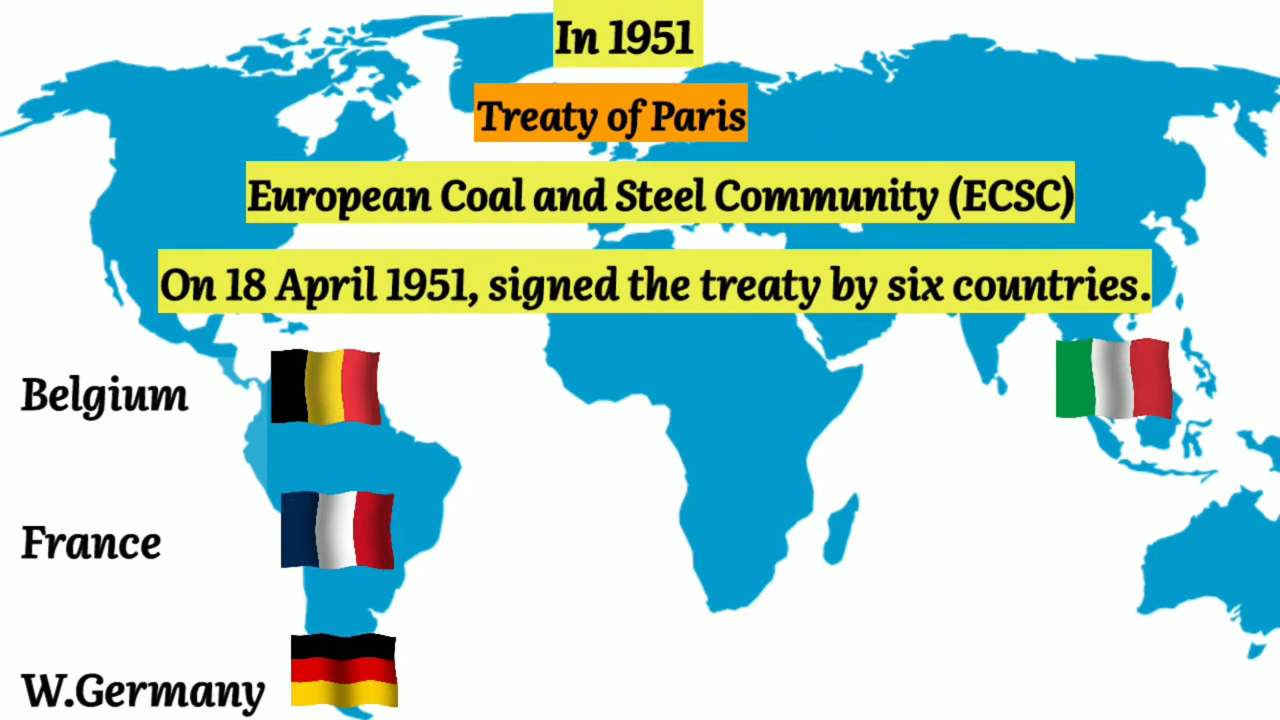 In 1951
Treaty of Paris
European Coal and Steel Community (ECSC)
On 18 April 1951, signed the treaty by six countries.
Belgium
France
W.Germany